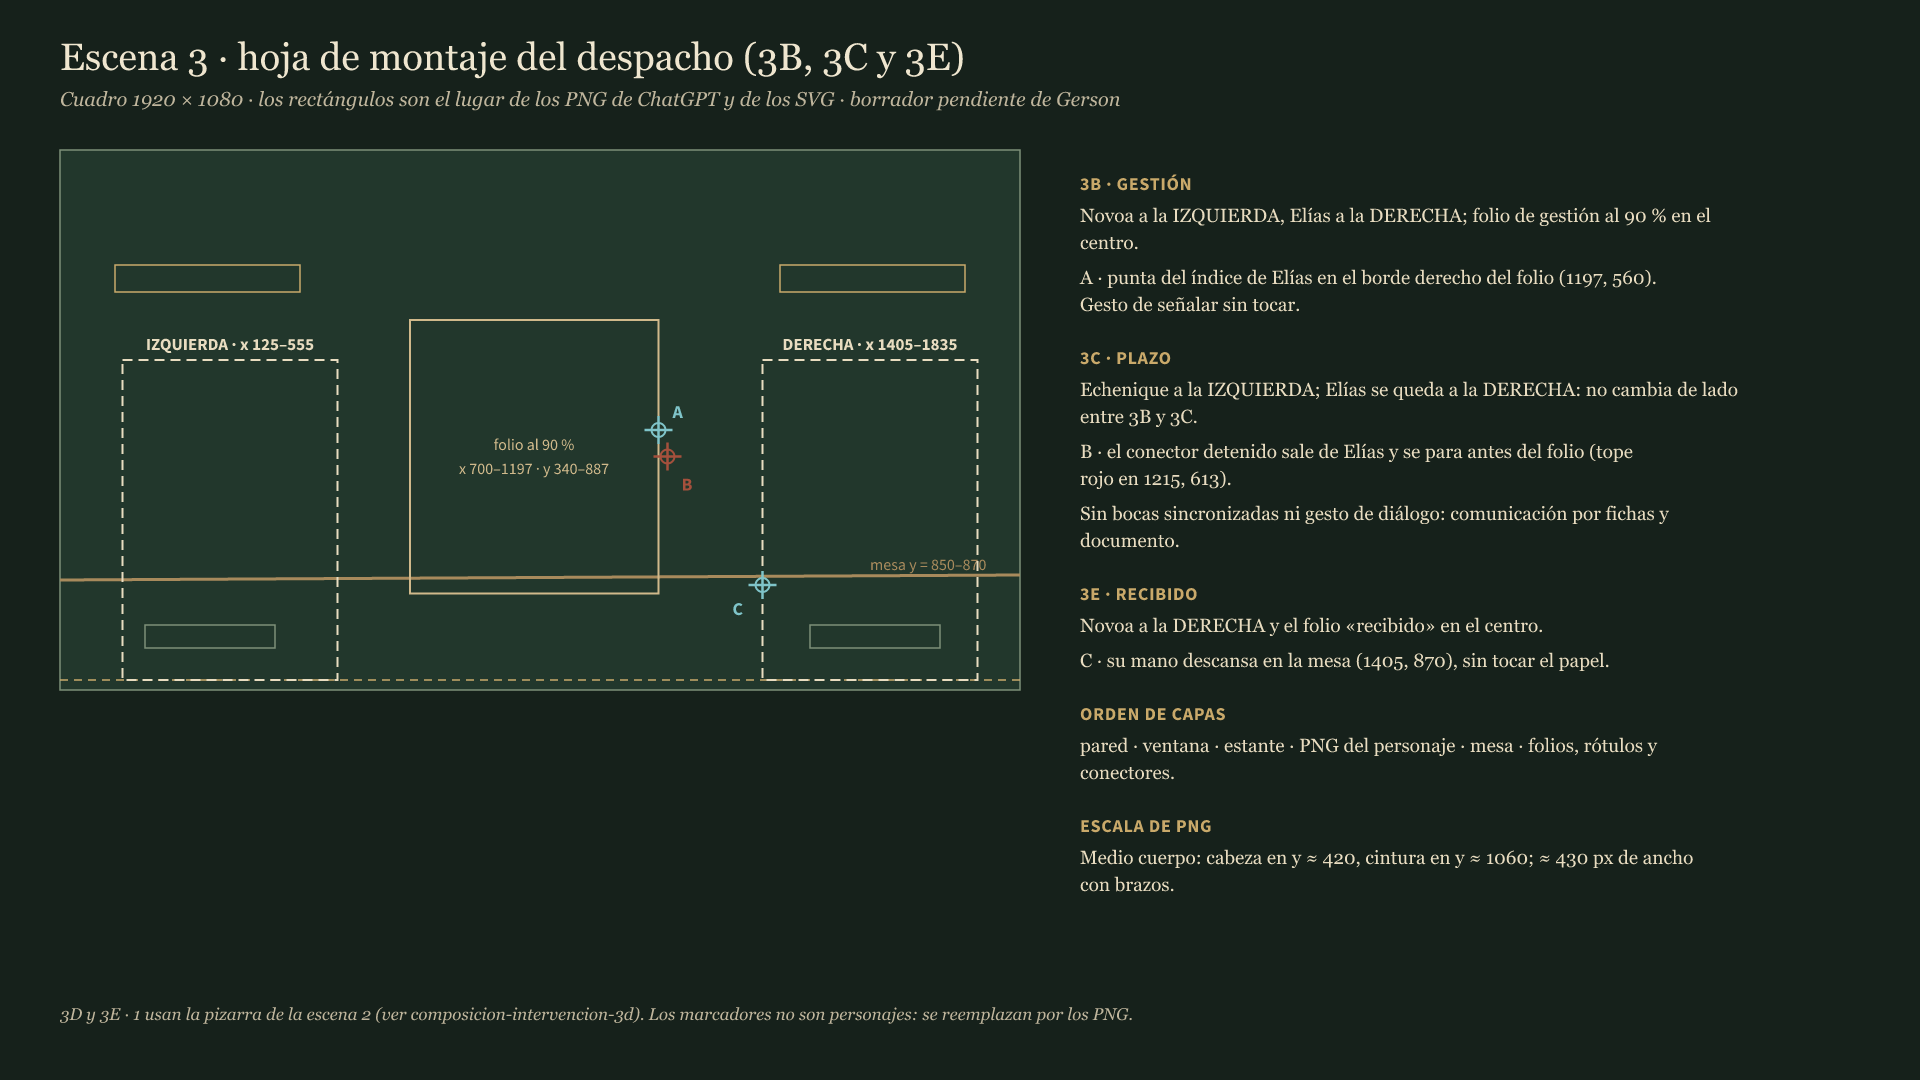 Escena 3 · hoja de montaje del despacho (3B, 3C y 3E)
Cuadro 1920 × 1080 · los rectángulos son el lugar de los PNG de ChatGPT y de los SVG · borrador pendiente de Gerson
IZQUIERDA · x 125–555
DERECHA · x 1405–1835
A
folio al 90 %
x 700–1197 · y 340–887
B
mesa y = 850–870
C
3B · GESTIÓN
Novoa a la IZQUIERDA, Elías a la DERECHA; folio de gestión al 90 % en el
centro.
A · punta del índice de Elías en el borde derecho del folio (1197, 560).
Gesto de señalar sin tocar.
3C · PLAZO
Echenique a la IZQUIERDA; Elías se queda a la DERECHA: no cambia de lado
entre 3B y 3C.
B · el conector detenido sale de Elías y se para antes del folio (tope
rojo en 1215, 613).
Sin bocas sincronizadas ni gesto de diálogo: comunicación por fichas y
documento.
3E · RECIBIDO
Novoa a la DERECHA y el folio «recibido» en el centro.
C · su mano descansa en la mesa (1405, 870), sin tocar el papel.
ORDEN DE CAPAS
pared · ventana · estante · PNG del personaje · mesa · folios, rótulos y
conectores.
ESCALA DE PNG
Medio cuerpo: cabeza en y ≈ 420, cintura en y ≈ 1060; ≈ 430 px de ancho
con brazos.
3D y 3E · 1 usan la pizarra de la escena 2 (ver composicion-intervencion-3d). Los marcadores no son personajes: se reemplazan por los PNG.